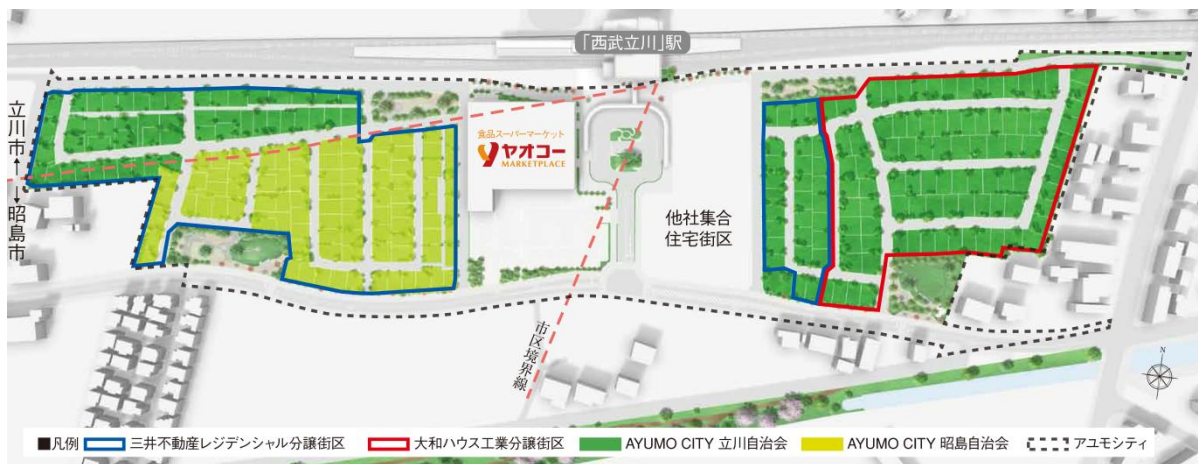 「西武立川」駅
立川市
昭島市
食品スーパーマーケット
ヤオコー
MARKETPLACE
他社集合
住宅街区
市区境界線
N
■凡例 三井不動産レジデンシャル分譲街区 大和ハウス工業分譲街区 AYUMO CITY 立川自治会 AYUMO CITY 昭島自治会 アユモシティ